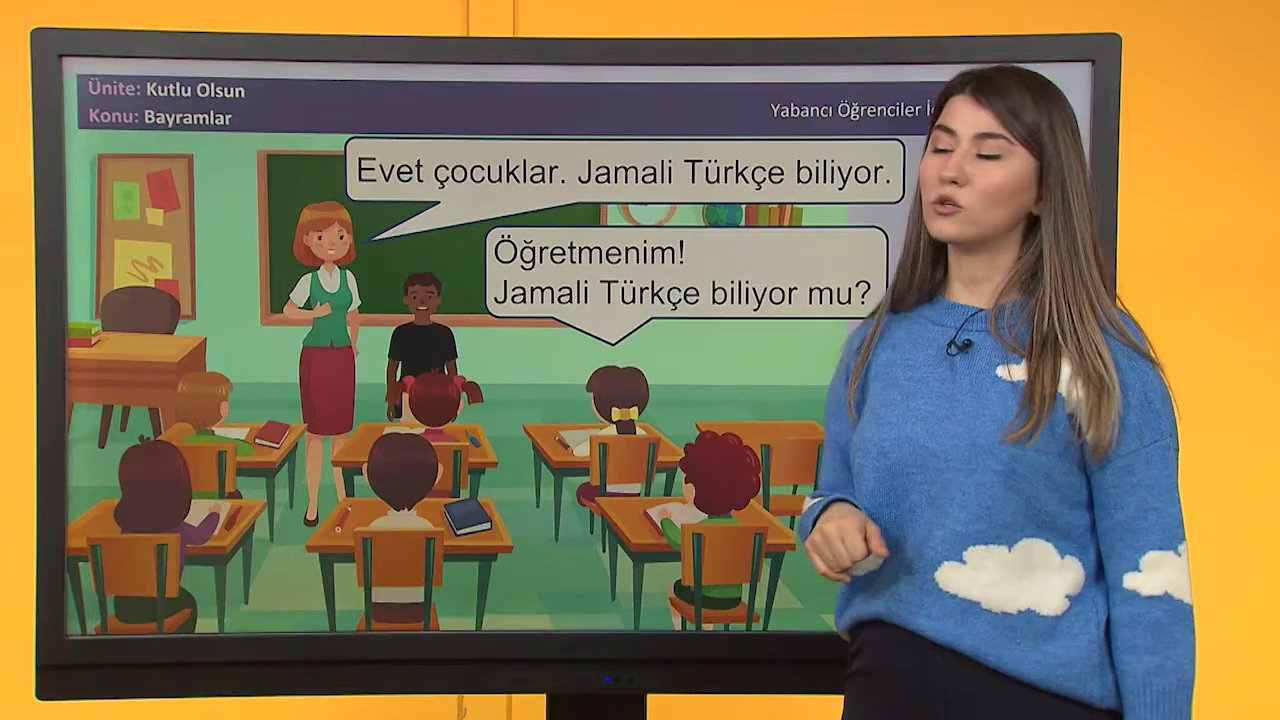 Ünite: Kutlu Olsun
Konu: Bayramlar
Yabancı Öğrenciler
Evet çocuklar. Jamali Türkçe biliyor.
Öğretmenim!
Jamali Türkçe biliyor mu?